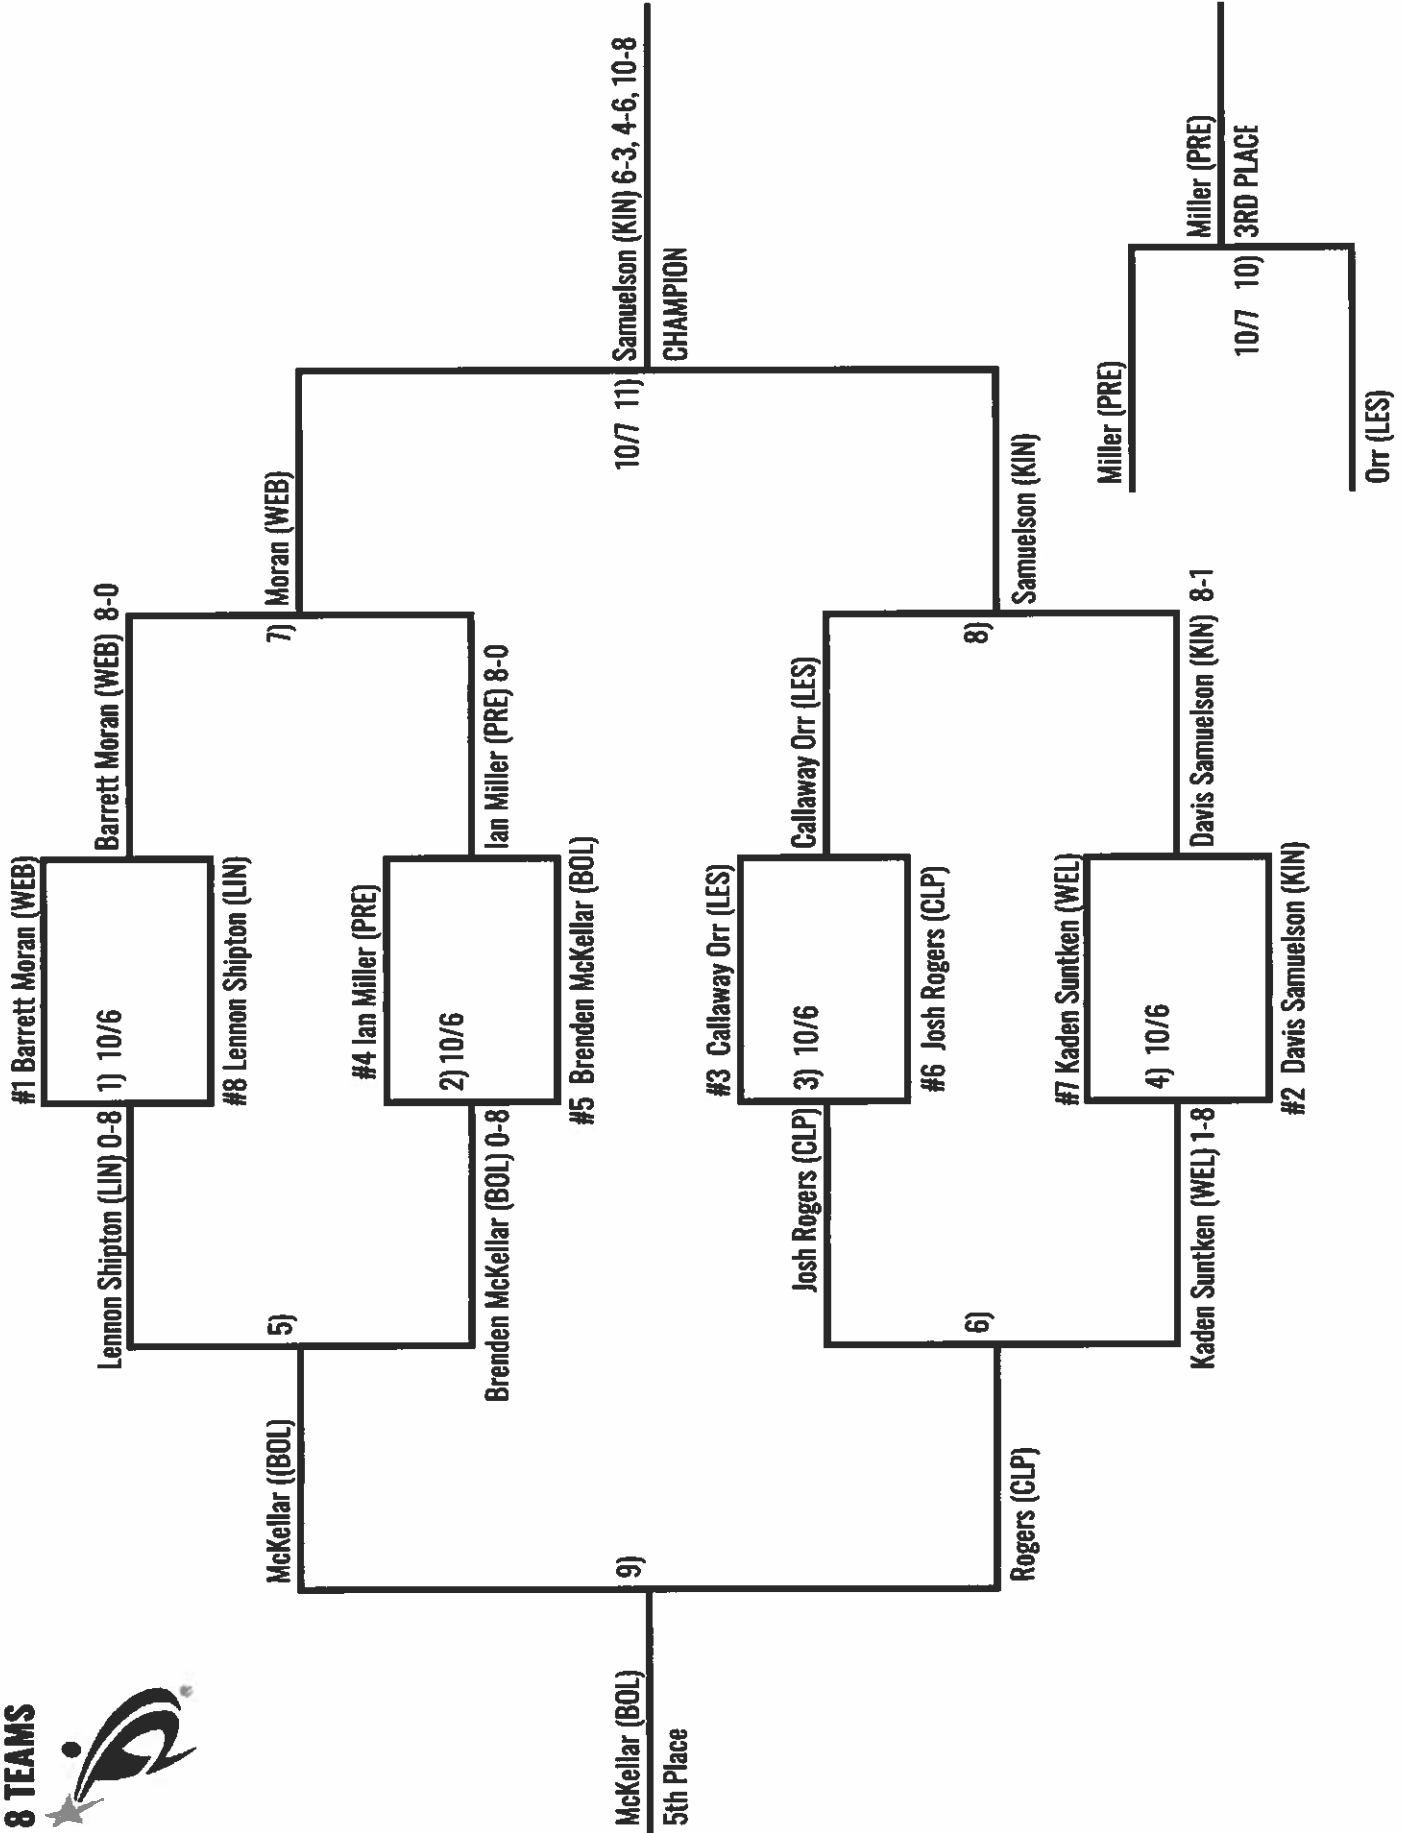 8 TEAMS
#1 Barrett Moran (WEB)
Lennon Shipton (LIN) 0-8
1) 10/6
Barrett Moran (WEB) 8-0
#8 Lennon Shipton (LIN)
McKellar ((BOL)
5)
7)
Moran (WEB)
#4 Ian Miller (PRE)
2) 10/6
Brenden McKellar (BOL) 0-8
Ian Miller (PRE) 8-0
#5 Brenden McKellar (BOL)
McKellar (BOL)
5th Place
9)
10/7 11)
Samuelson (KIN) 6-3, 4-6, 10-8
CHAMPION
#3 Callaway Orr (LES)
Josh Rogers (CLP)
3) 10/6
Callaway Orr (LES)
#6 Josh Rogers (CLP)
Rogers (CLP)
6)
8)
Samuelson (KIN)
#7 Kaden Suntken (WEL)
4) 10/6
Kaden Suntken (WEL) 1-8
Davis Samuelson (KIN) 8-1
#2 Davis Samuelson (KIN)
Miller (PRE)
Miller (PRE)
10/7 10)
3RD PLACE
Orr (LES)